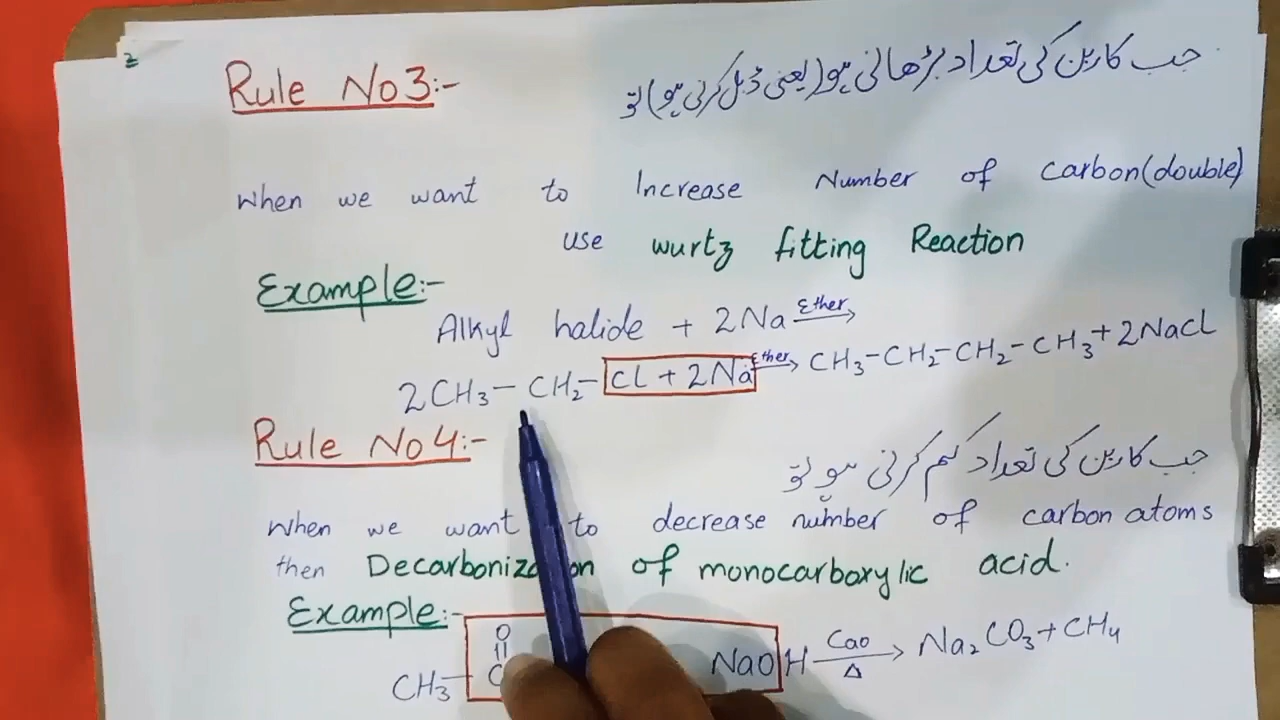 2
Rule No3:-
جب کاربن کی تعداد بڑھانی ہو (یعنی ڈبل کرنی ہو) تو
when we want to Increase Number of carbon(double)
use wurtz fitting Reaction
Example:-
Alkyl halide + 2Na Ether →
2CH₃-CH₂-Cl + 2Na Ether → CH₃-CH₂-CH₂-CH₃ + 2NaCl
Rule No4:-
جب کاربن کی تعداد کم کرنی ہو تو
when we want to decrease number of carbon atoms
then of monocarboxylic acid.
Example:-
O
CH₃- C NaOH CaO → Δ Na₂CO₃ + CH₄